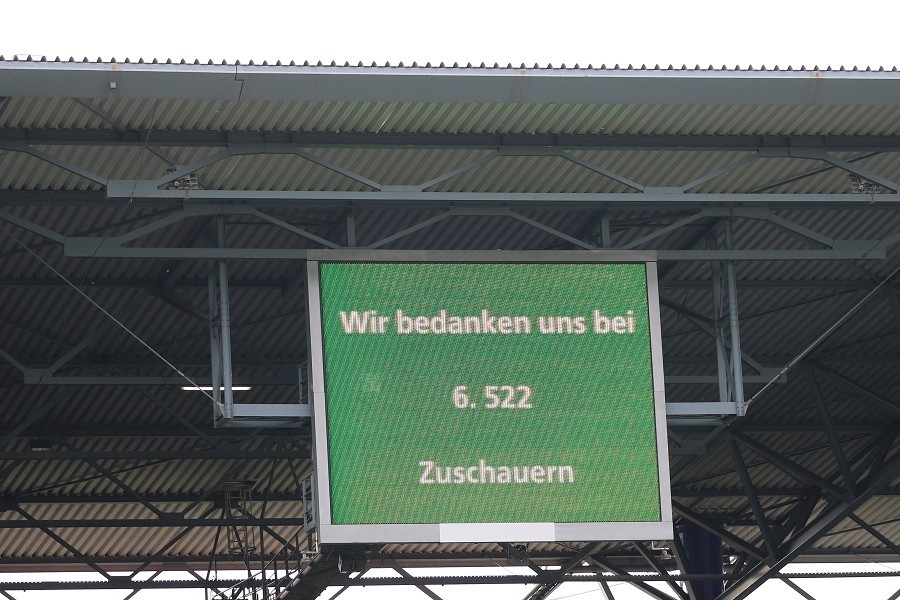 Wir bedanken uns bei
6. 522
Zuschauern